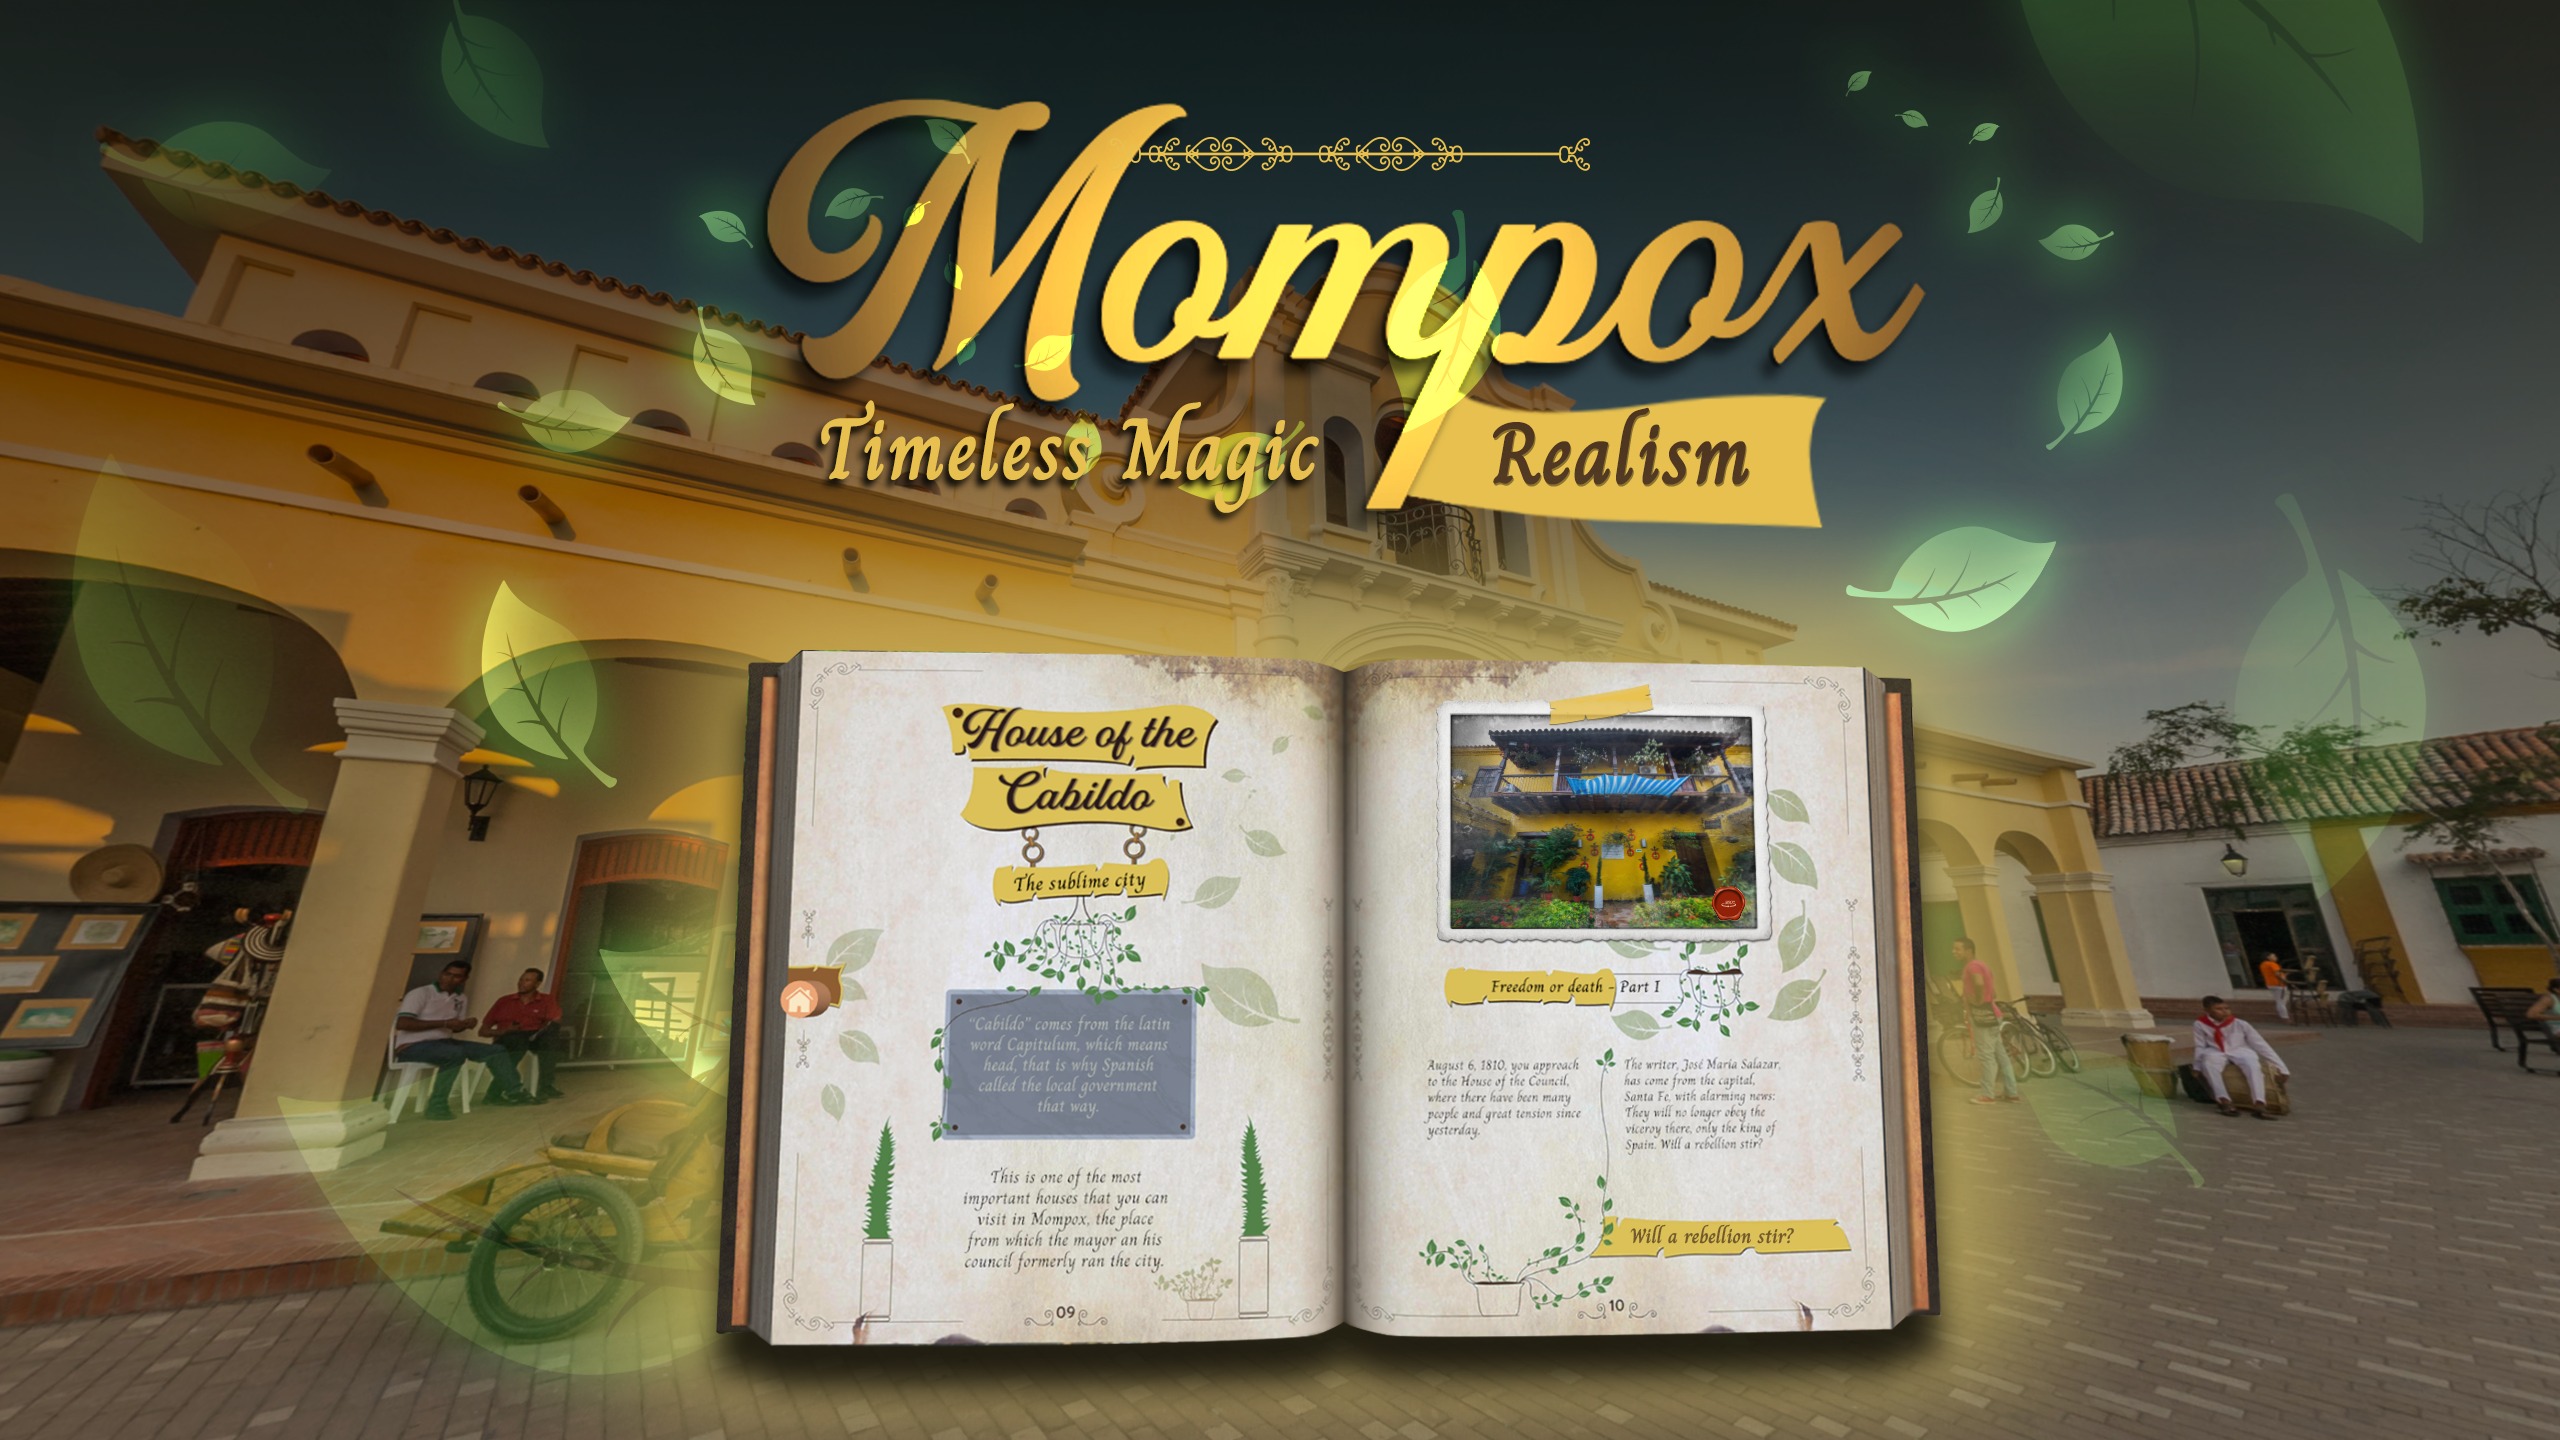 Mompox
Timeless Magic Realism
House of the
Cabildo
The sublime city
"Cabildo" comes from the latin
word Capitulum, which means
head, that is why Spanish
called the local government
that way.
This is one of the most
important houses that you can
visit in Mompox, the place
from which the mayor an his
council formerly ran the city.
09
Freedom or death - Part I
August 6, 1810, you approach
to the House of the Council,
where there have been many
people and great tension since
yesterday.
The writer, José María Salazar,
has come from the capital,
Santa Fe, with alarming news:
They will no longer obey the
viceroy there, only the king of
Spain. Will a rebellion stir?
Will a rebellion stir?
10